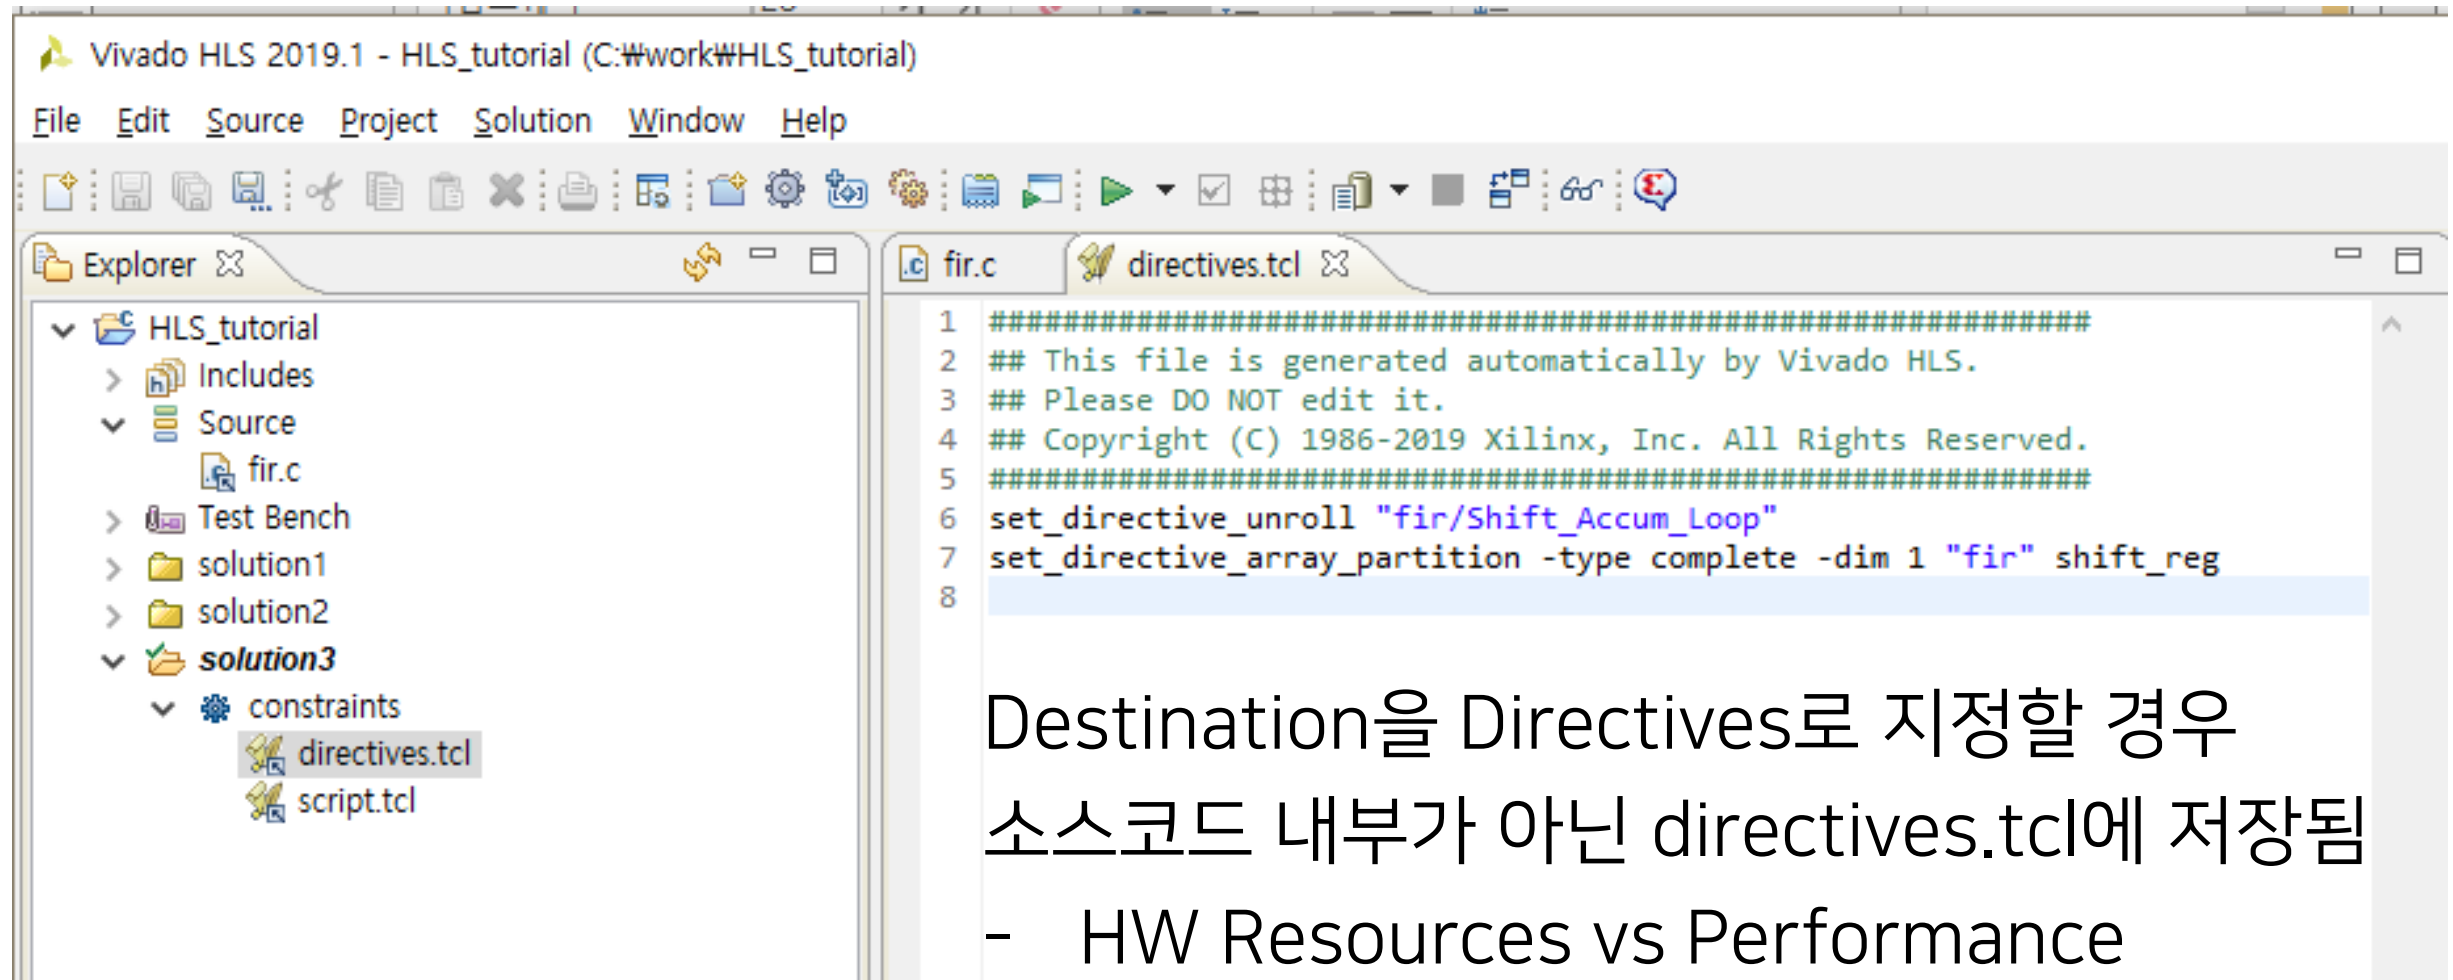 Vivado HLS 2019.1 - HLS_tutorial (C:₩work₩HLS_tutorial)
File Edit Source Project Solution Window Help
Explorer
fir.c
directives.tcl
HLS_tutorial
Includes
Source
fir.c
Test Bench
solution1
solution2
solution3
constraints
directives.tcl
script.tcl
1 ############################################################
2 ## This file is generated automatically by Vivado HLS.
3 ## Please DO NOT edit it.
4 ## Copyright (C) 1986-2019 Xilinx, Inc. All Rights Reserved.
5 ############################################################
6 set_directive_unroll "fir/Shift_Accum_Loop"
7 set_directive_array_partition -type complete -dim 1 "fir" shift_reg
8
Destination을 Directives로 지정할 경우
소스코드 내부가 아닌 directives.tcl에 저장됨
- HW Resources vs Performance